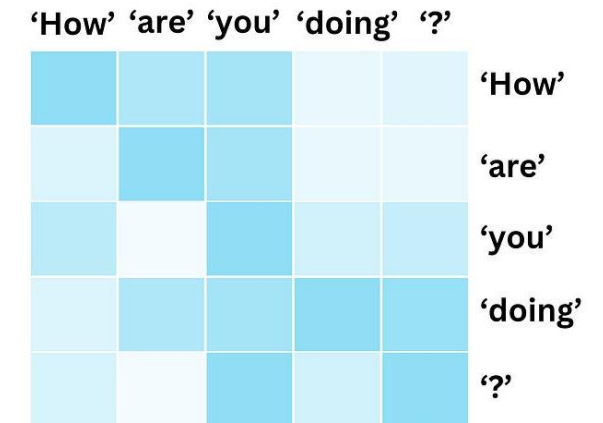 ‘How’ ‘are’ ‘you’ ‘doing’ ‘?’
‘How’
‘are’
‘you’
‘doing’
‘?’